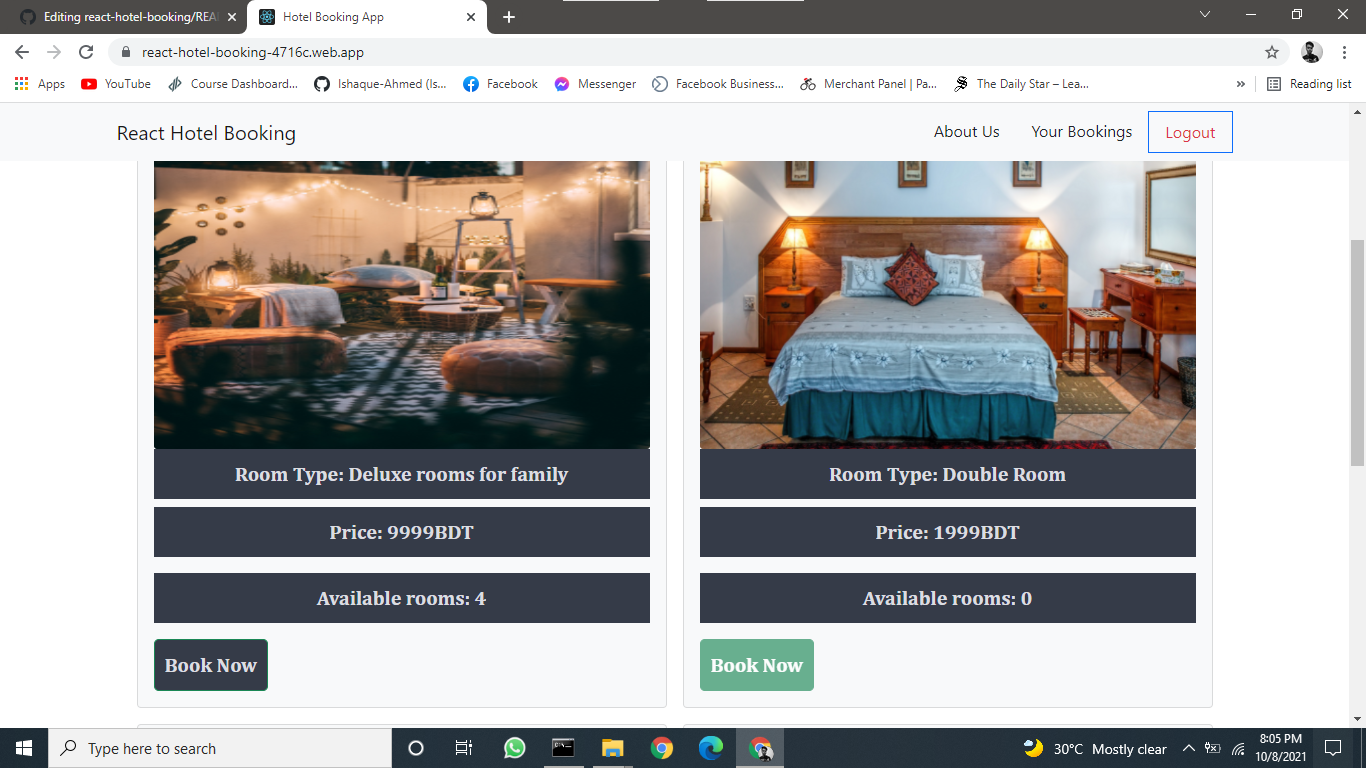 Editing react-hotel-booking/REA
Hotel Booking App
react-hotel-booking-4716c.web.app
Apps
YouTube
Course Dashboard...
Ishaque-Ahmed (Is...
Facebook
Messenger
Facebook Business...
Merchant Panel | Pa...
The Daily Star – Lea...
»
Reading list
React Hotel Booking
About Us
Your Bookings
Logout
Room Type: Deluxe rooms for family
Price: 9999BDT
Available rooms: 4
Book Now
Room Type: Double Room
Price: 1999BDT
Available rooms: 0
Book Now
Type here to search
30°C Mostly clear
8:05 PM
10/8/2021